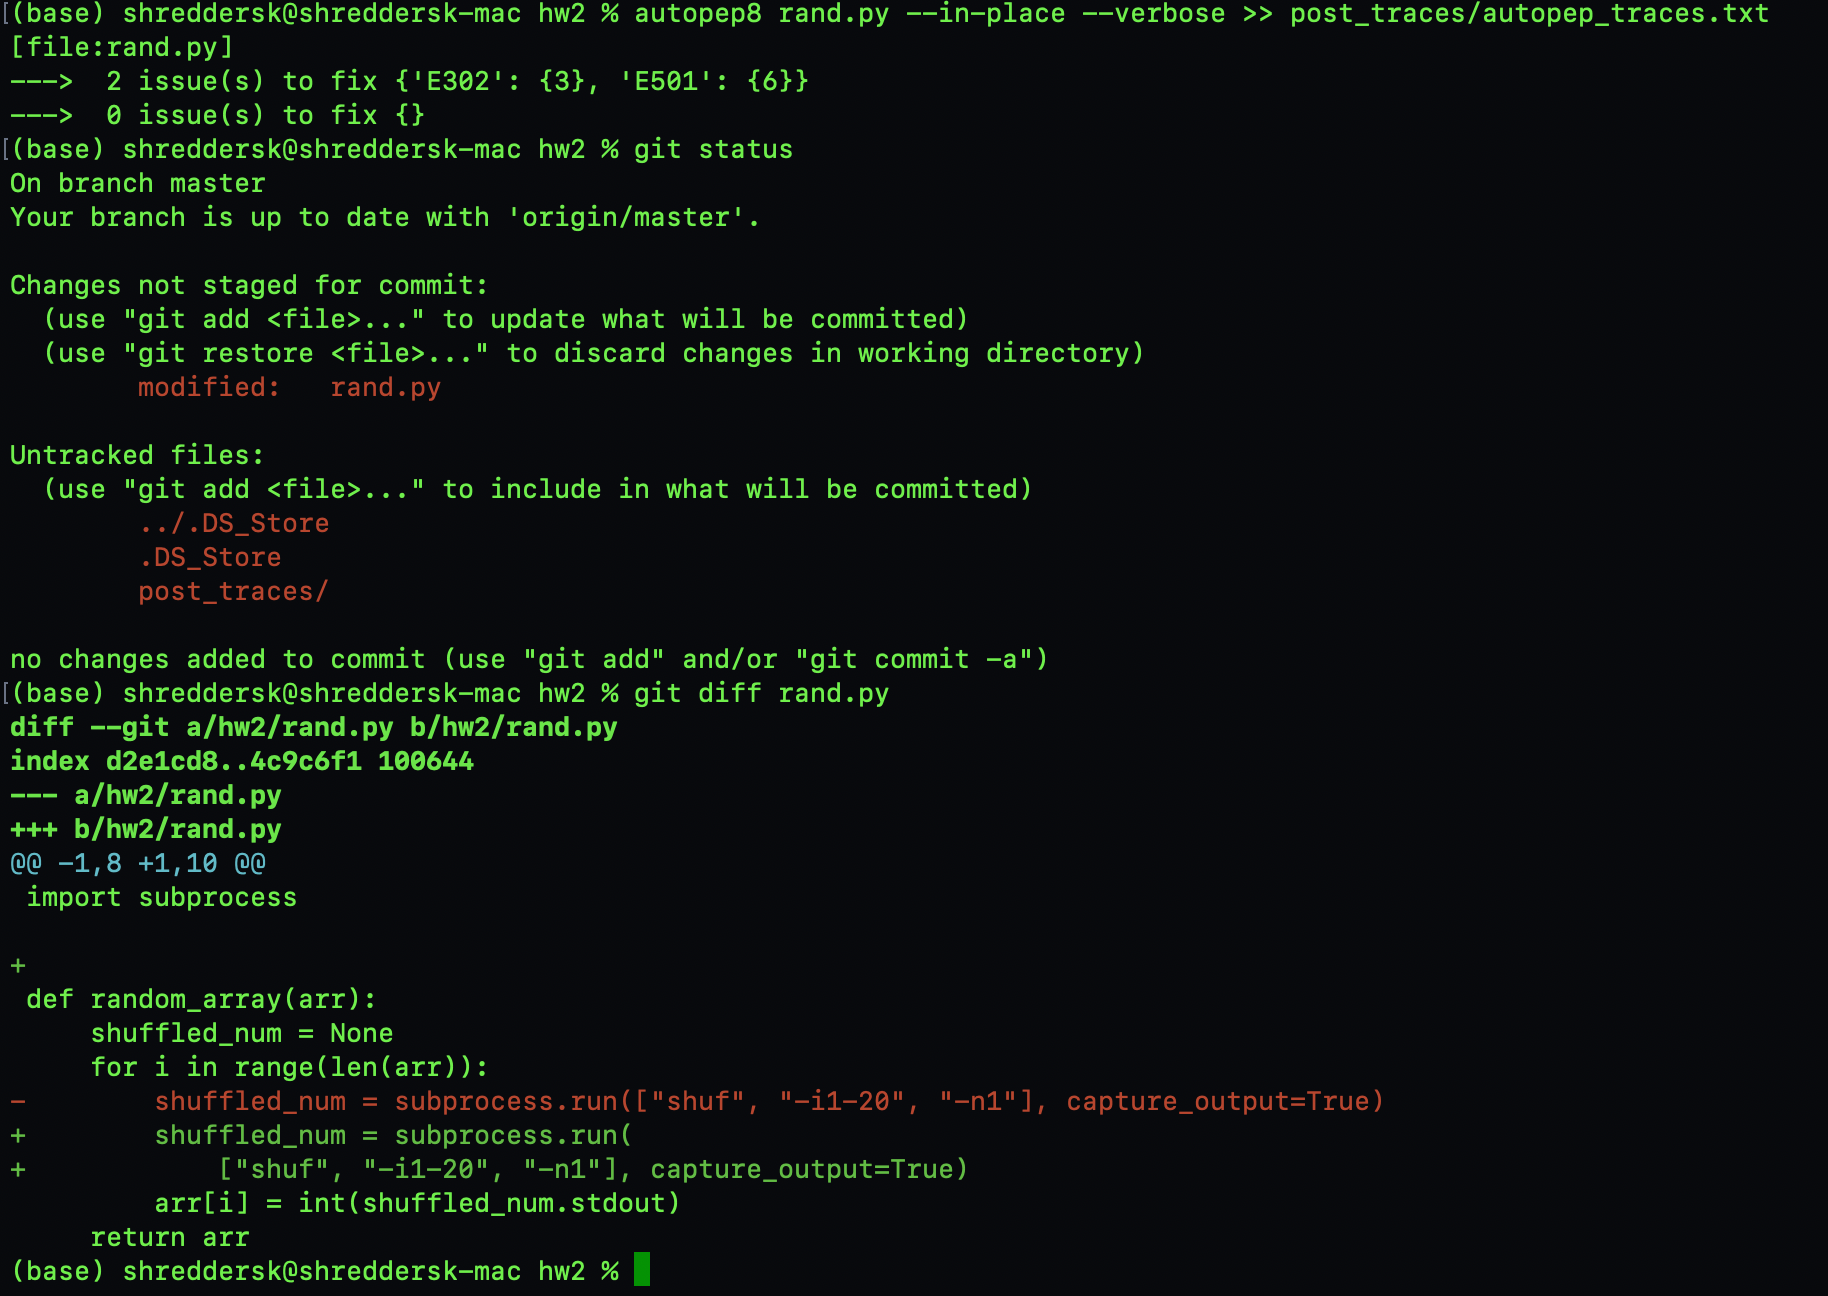 [(base) shreddersk@shreddersk-mac hw2 % autopep8 rand.py --in-place --verbose >> post_traces/autopep_traces.txt
[file:rand.py]
--->  2 issue(s) to fix {'E302': {3}, 'E501': {6}}
--->  0 issue(s) to fix {}
[(base) shreddersk@shreddersk-mac hw2 % git status
On branch master
Your branch is up to date with 'origin/master'.

Changes not staged for commit:
  (use "git add <file>..." to update what will be committed)
  (use "git restore <file>..." to discard changes in working directory)
        modified:   rand.py

Untracked files:
  (use "git add <file>..." to include in what will be committed)
        ../.DS_Store
        .DS_Store
        post_traces/

no changes added to commit (use "git add" and/or "git commit -a")
[(base) shreddersk@shreddersk-mac hw2 % git diff rand.py
diff --git a/hw2/rand.py b/hw2/rand.py
index d2e1cd8..4c9c6f1 100644
--- a/hw2/rand.py
+++ b/hw2/rand.py
@@ -1,8 +1,10 @@
 import subprocess

+
 def random_array(arr):
     shuffled_num = None
     for i in range(len(arr)):
-        shuffled_num = subprocess.run(["shuf", "-i1-20", "-n1"], capture_output=True)
+        shuffled_num = subprocess.run(
+            ["shuf", "-i1-20", "-n1"], capture_output=True)
         arr[i] = int(shuffled_num.stdout)
     return arr
(base) shreddersk@shreddersk-mac hw2 %